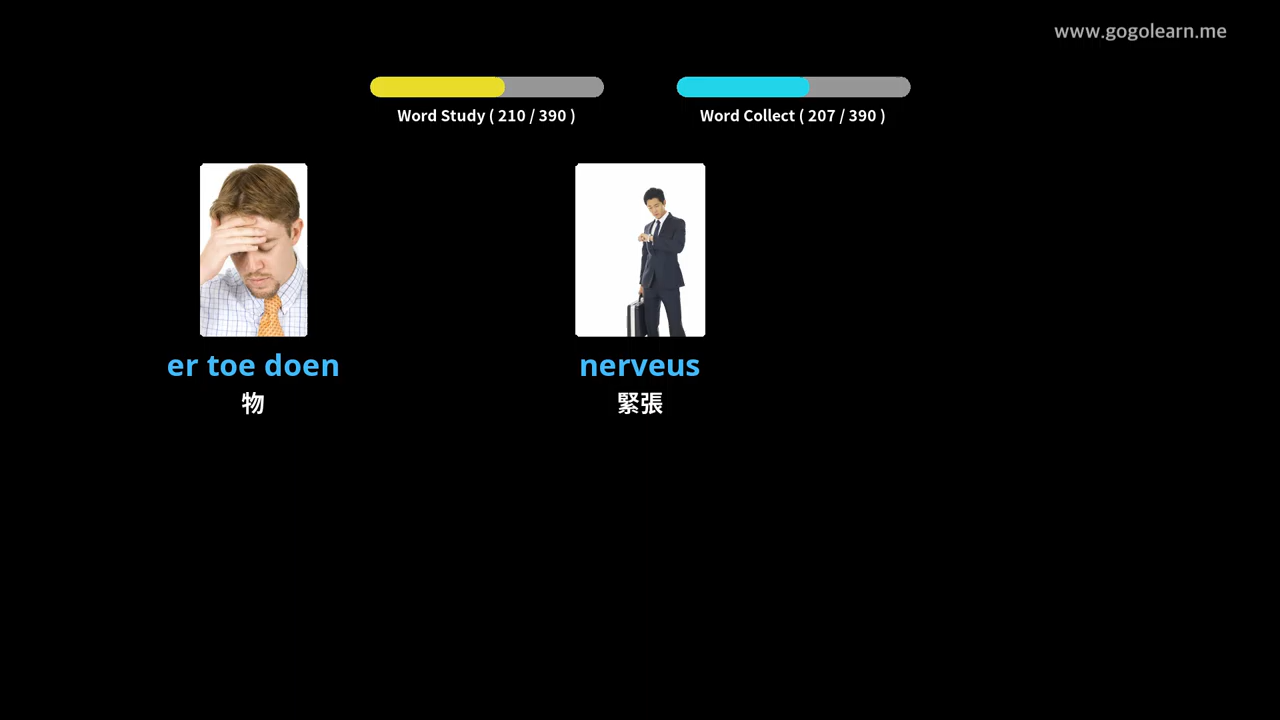 www.gogolearn.me
Word Study ( 210 / 390 )
Word Collect ( 207 / 390 )
er toe doen
物
nerveus
緊張